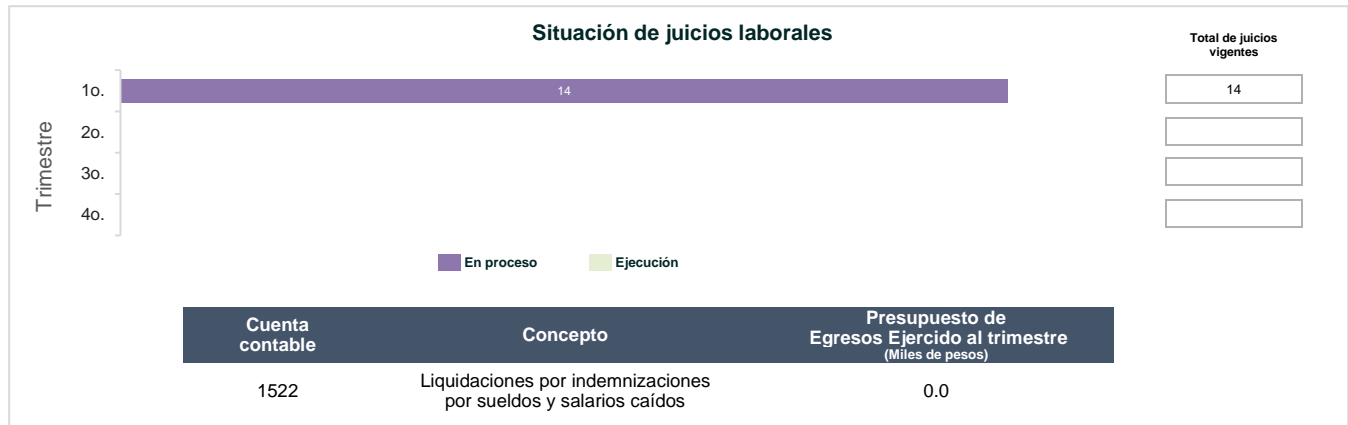 Situación de juicios laborales
Total de juicios
vigentes
Trimestre
1o.
14
14
2o.
3o.
4o.
En proceso
Ejecución
Cuenta
contable
Concepto
Presupuesto de
Egresos Ejercido al trimestre
(Miles de pesos)
1522
Liquidaciones por indemnizaciones
por sueldos y salarios caídos
0.0